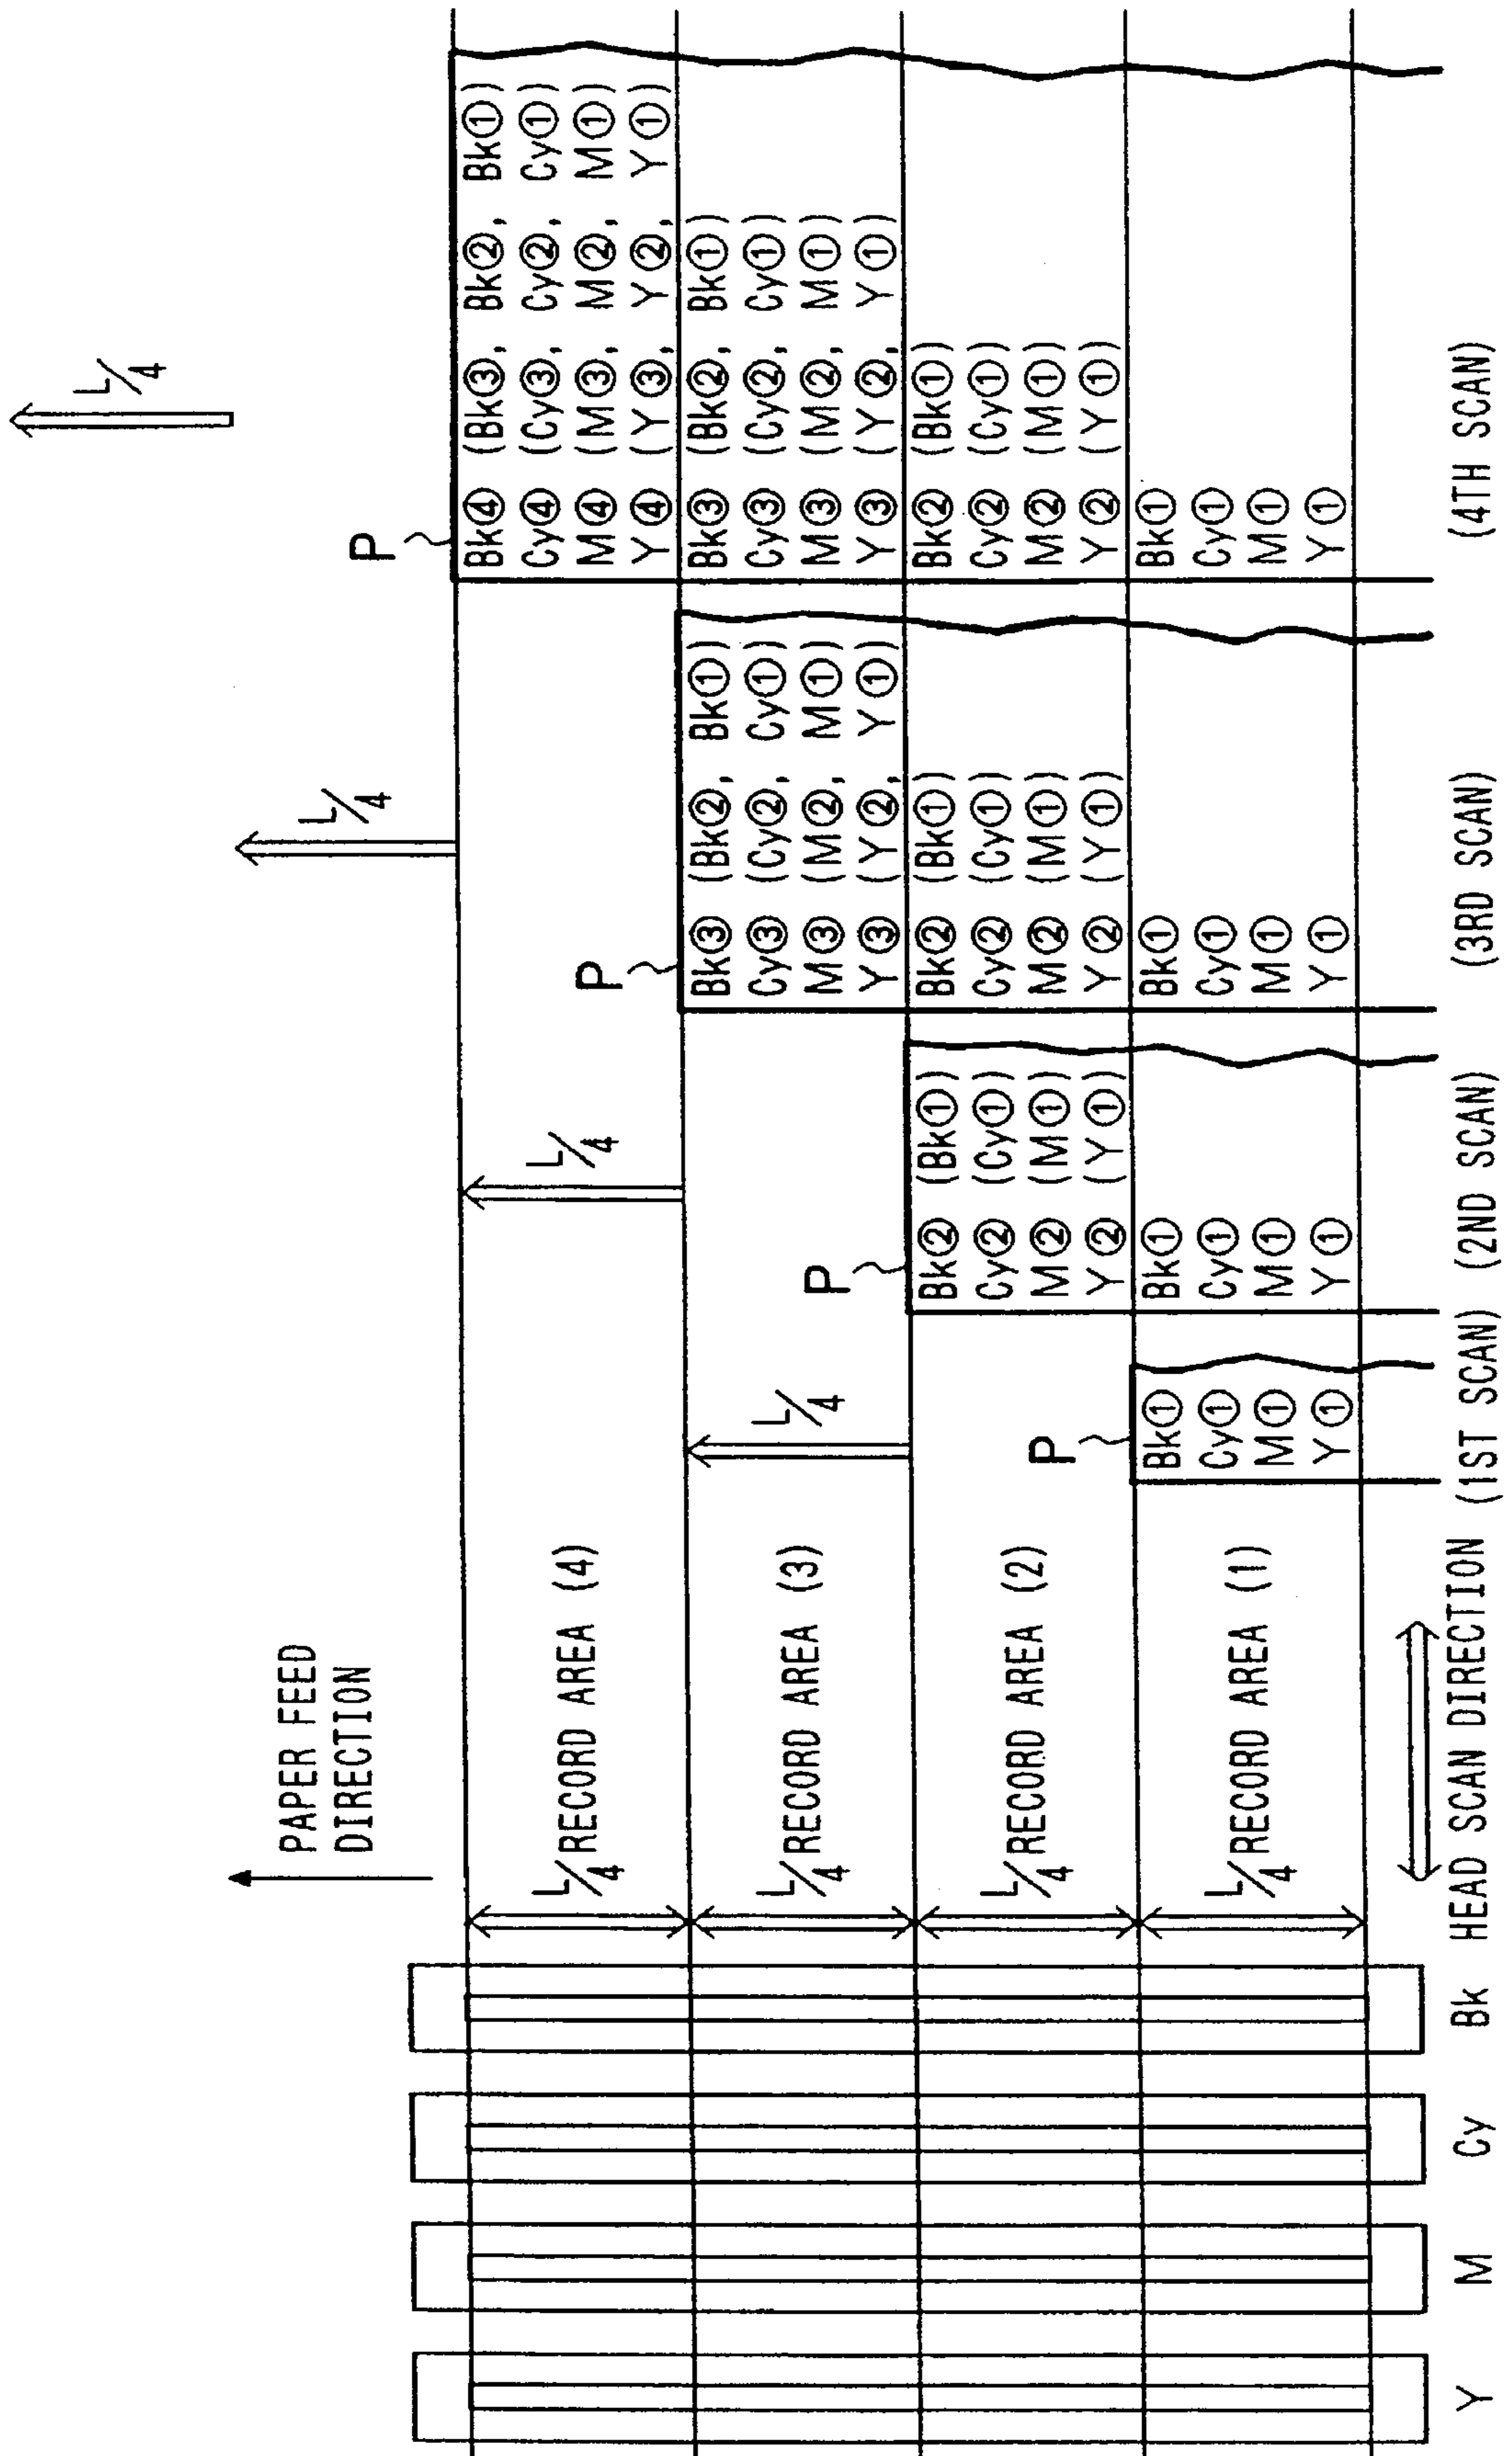 PAPER FEED
DIRECTION
L/4
L/4
L/4
L/4
L/4 RECORD AREA (4)
L/4 RECORD AREA (3)
L/4 RECORD AREA (2)
L/4 RECORD AREA (1)
Y
M
Cy
Bk
HEAD SCAN DIRECTION
P
Bk①
Cy①
M①
Y①
(1ST SCAN)
P
Bk② (Bk①)
Cy② (Cy①)
M② (M①)
Y② (Y①)
Bk①
Cy①
M①
Y①
(2ND SCAN)
P
Bk③ (Bk②, Bk①)
Cy③ (Cy②, Cy①)
M③ (M②, M①)
Y③ (Y②, Y①)
Bk② (Bk①)
Cy② (Cy①)
M② (M①)
Y② (Y①)
Bk①
Cy①
M①
Y①
(3RD SCAN)
P
Bk④ (Bk③, Bk②, Bk①)
Cy④ (Cy③, Cy②, Cy①)
M④ (M③, M②, M①)
Y④ (Y③, Y②, Y①)
Bk③ (Bk②, Bk①)
Cy③ (Cy②, Cy①)
M③ (M②, M①)
Y③ (Y②, Y①)
Bk② (Bk①)
Cy② (Cy①)
M② (M①)
Y② (Y①)
Bk①
Cy①
M①
Y①
(4TH SCAN)